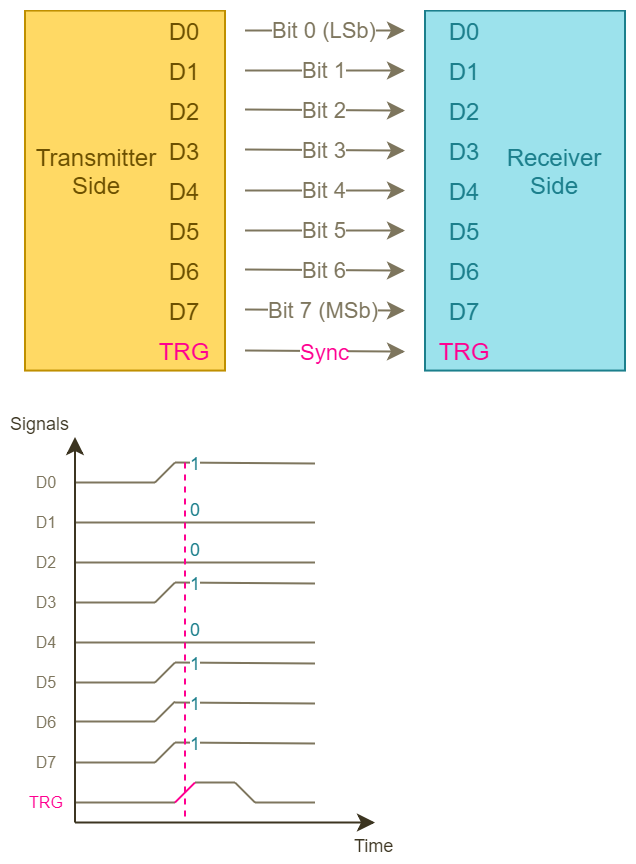 D0 Bit 0 (LSb) D0
D1 Bit 1 D1
D2 Bit 2 D2
Transmitter Side D3 Bit 3 D3 Receiver Side
D4 Bit 4 D4
D5 Bit 5 D5
D6 Bit 6 D6
D7 Bit 7 (MSb) D7
TRG Sync TRG
Signals
D0 1
D1 0
D2 0
D3 1
D4 0
D5 1
D6 1
D7 1
TRG
Time